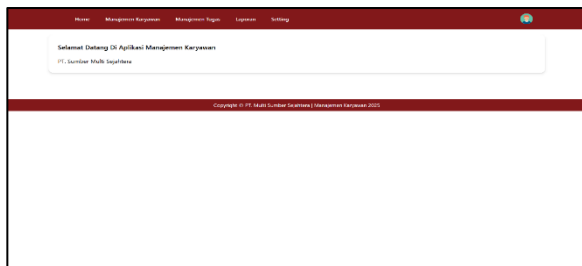 Home Manajemen Karyawan Manajemen Tugas Laporan Setting
Selamat Datang Di Aplikasi Manajemen Karyawan
PT. Sumber Multi Sejahtera
Copyright © PT. Multi Sumber Sejahtera | Manajemen Karyawan 2025